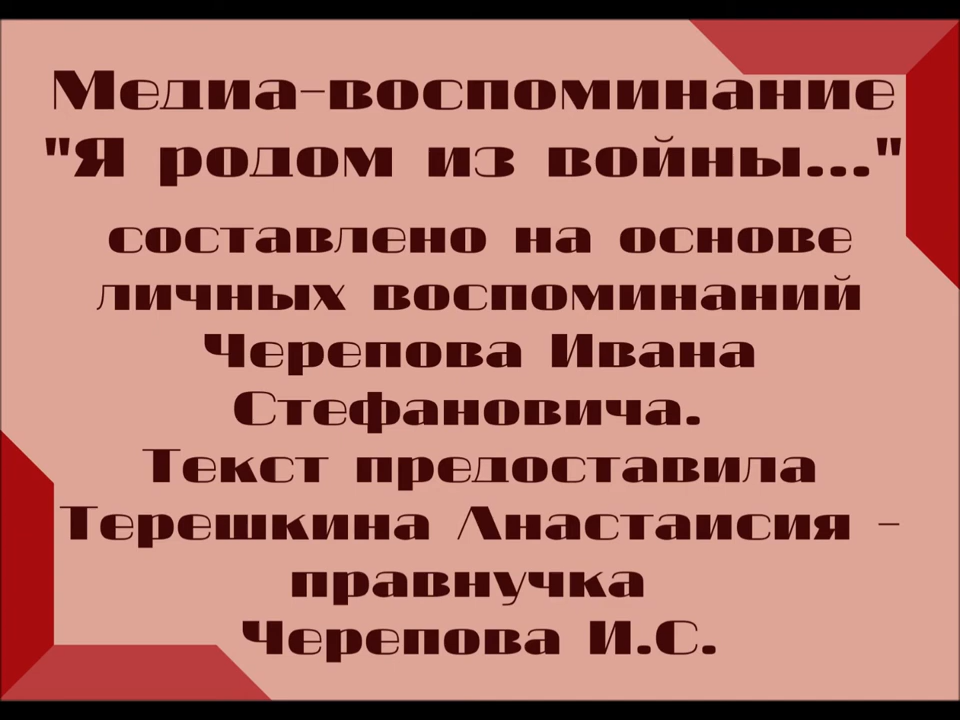 Медиа-воспоминание
"Я родом из войны..."
составлено на основе
личных воспоминаний
Черепова Ивана
Стефановича.
Текст предоставила
Терешкина Анастаисия -
правнучка
Черепова И.С.